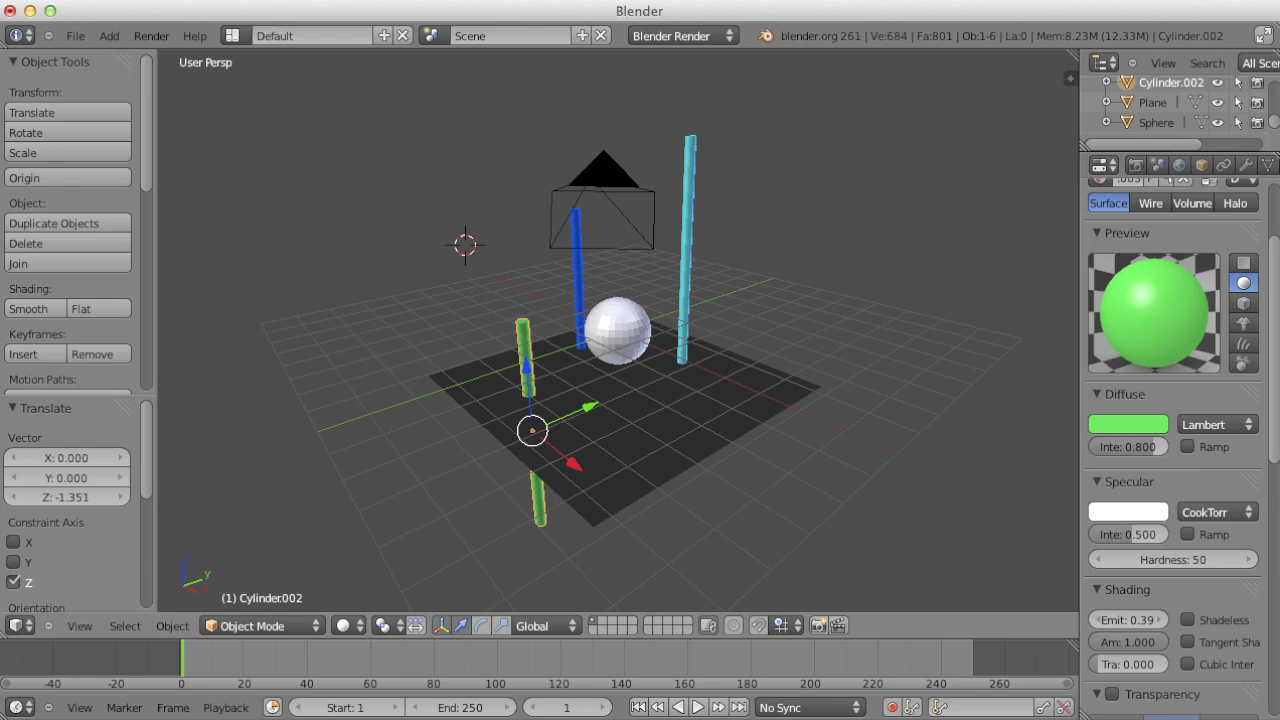 Blender
File Add Render Help Default Scene Blender Render blender.org 261 | Ve:684 | Fa:801 | Ob:1-6 | La:0 | Mem:8.23M (12.33M) | Cylinder.002
Object Tools
Transform:
Translate
Rotate
Scale
Origin
Object:
Duplicate Objects
Delete
Join
Shading:
Smooth Flat
Keyframes:
Insert Remove
Motion Paths:
Translate
Vector
X: 0.000
Y: 0.000
Z: -1.351
Constraint Axis
X
Y
Z
Orientation
User Persp
y
(1) Cylinder.002
View Select Object Object Mode Global
-40 -20 0 20 40 60 80 100 120 140 160 180 200 220 240 260
View Marker Frame Playback Start: 1 End: 250 1 No Sync
View Search All Scen
Cylinder.002
Plane
Sphere
Surface Wire Volume Halo
Preview
Diffuse
Lambert
Inte: 0.800 Ramp
Specular
CookTorr
Inte: 0.500 Ramp
Hardness: 50
Shading
Emit: 0.39 Shadeless
Am: 1.000 Tangent Sha
Tra: 0.000 Cubic Inter
Transparency